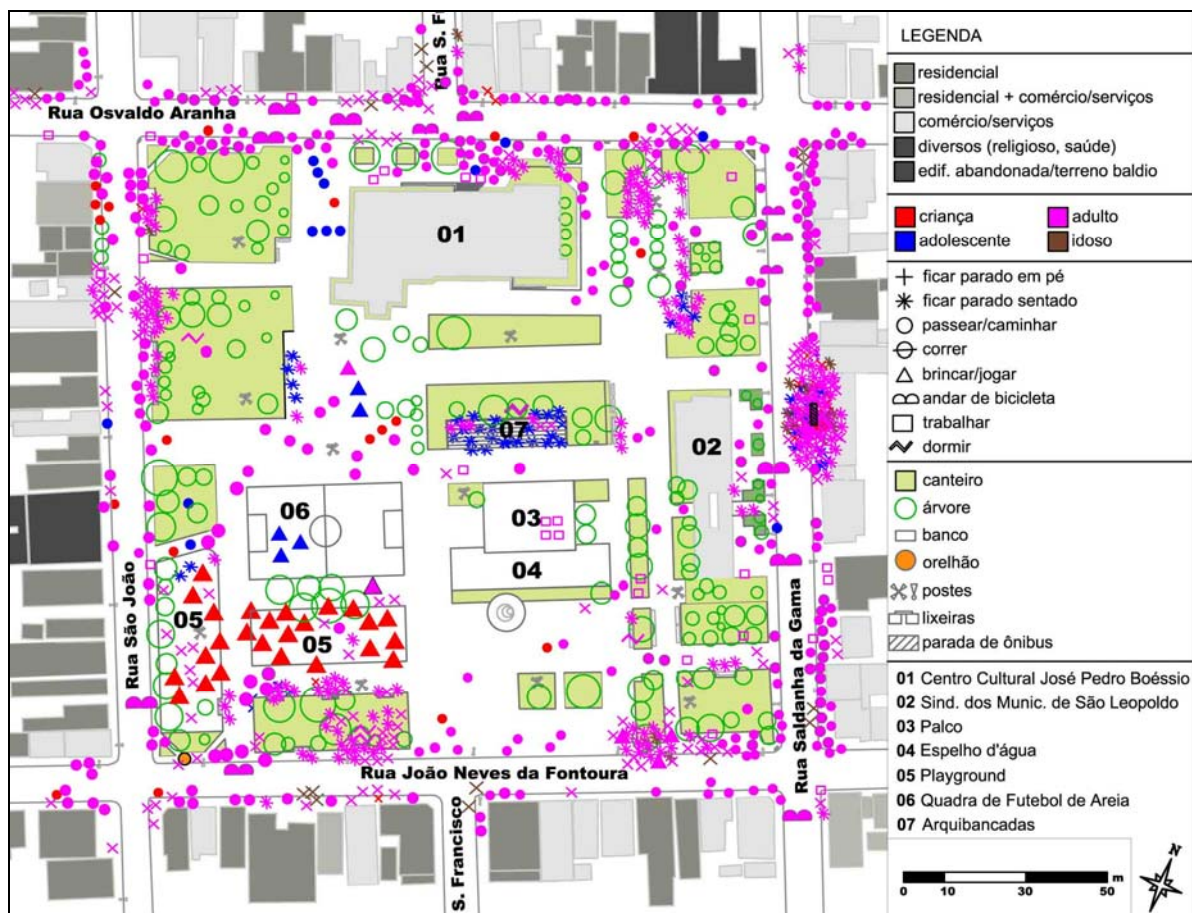 Rua S. F
Rua Osvaldo Aranha
01
07
02
06
03
04
05
05
Rua São João
Rua Saldanha da Gama
Rua João Neves da Fontoura
S. Francisco
LEGENDA
residencial
residencial + comércio/serviços
comércio/serviços
diversos (religioso, saúde)
edif. abandonada/terreno baldio
criança
adulto
adolescente
idoso
ficar parado em pé
ficar parado sentado
passear/caminhar
correr
brincar/jogar
andar de bicicleta
trabalhar
dormir
canteiro
árvore
banco
orelhão
postes
lixeiras
parada de ônibus
01 Centro Cultural José Pedro Boéssio
02 Sind. dos Munic. de São Leopoldo
03 Palco
04 Espelho d'água
05 Playground
06 Quadra de Futebol de Areia
07 Arquibancadas
N
m
0 10 30 50